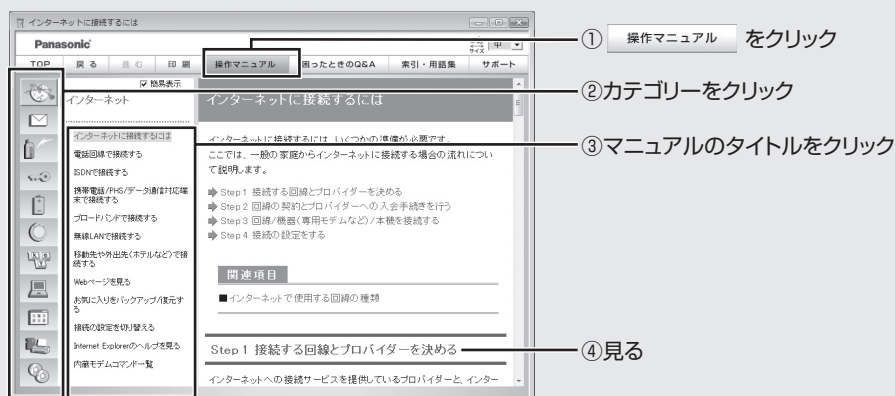 インターネットに接続するには
Panasonic
サイズ 中
TOP 戻る 進む 印刷 操作マニュアル 困ったときのQ&A 索引・用語集 サポート
簡易表示
インターネット
インターネットに接続するには
電話回線で接続する
ISDNで接続する
携帯電話/PHS/データ通信対応端
末で接続する
ブロードバンドで接続する
無線LANで接続する
移動先や外出先(ホテルなど)で接
続する
Webページを見る
お気に入りをバックアップ/復元す
る
接続の設定を切り替える
Internet Explorerのヘルプを見る
内蔵モデムコマンド一覧
インターネットに接続するには
インターネットに接続するには、いくつかの準備が必要です。
ここでは、一般の家庭からインターネットに接続する場合の流れについ
て説明します。
Step 1 接続する回線とプロバイダーを決める
Step 2 回線の契約とプロバイダーへの入会手続きを行う
Step 3 回線/機器(専用モデムなど)/本機を接続する
Step 4 接続の設定をする
関連項目
■インターネットで使用する回線の種類
Step 1 接続する回線とプロバイダーを決める
インターネットへの接続サービスを提供しているプロバイダーと、インター
① 操作マニュアル をクリック
②カテゴリーをクリック
③マニュアルのタイトルをクリック
④見る